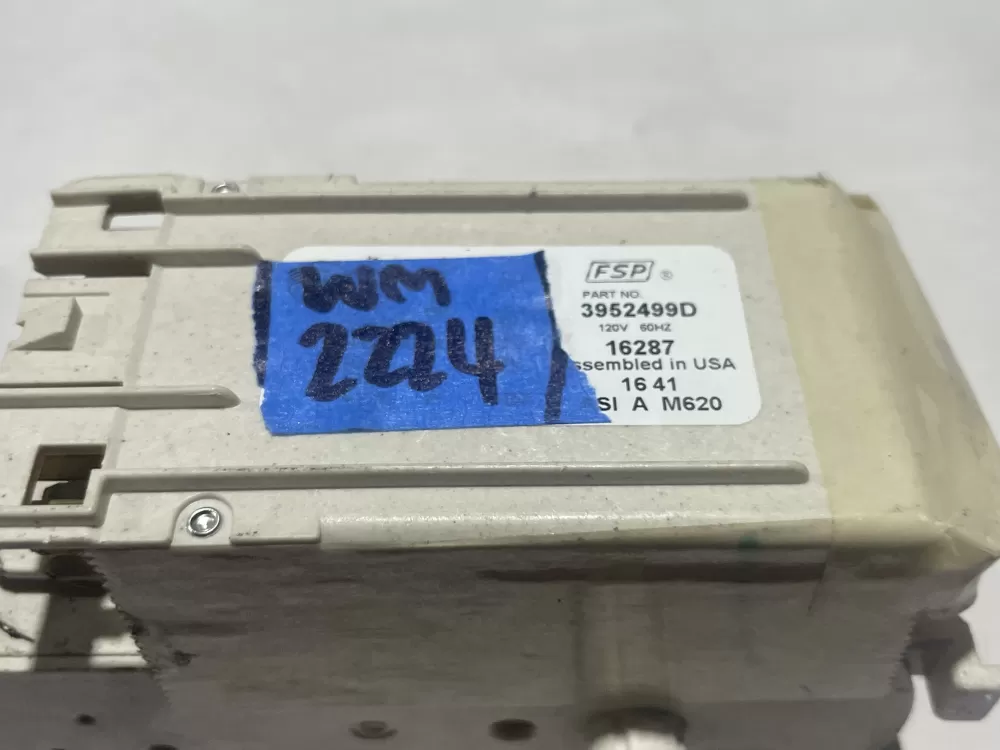 WM
2224
FSP ®
PART NO.
3952499D
120V 60HZ
16287
ssembled in USA
16 41
SI A M620